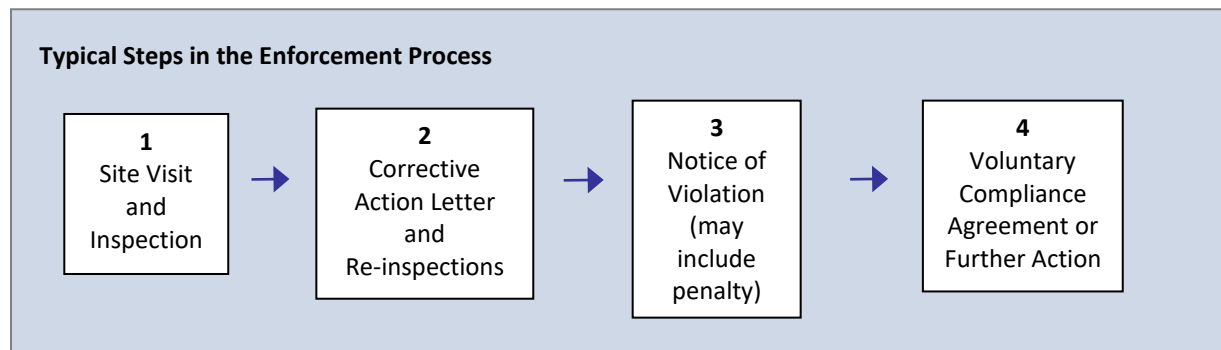 Typical Steps in the Enforcement Process
1
Site Visit
and
Inspection
2
Corrective
Action Letter
and
Re-inspections
3
Notice of
Violation
(may
include
penalty)
4
Voluntary
Compliance
Agreement or
Further Action